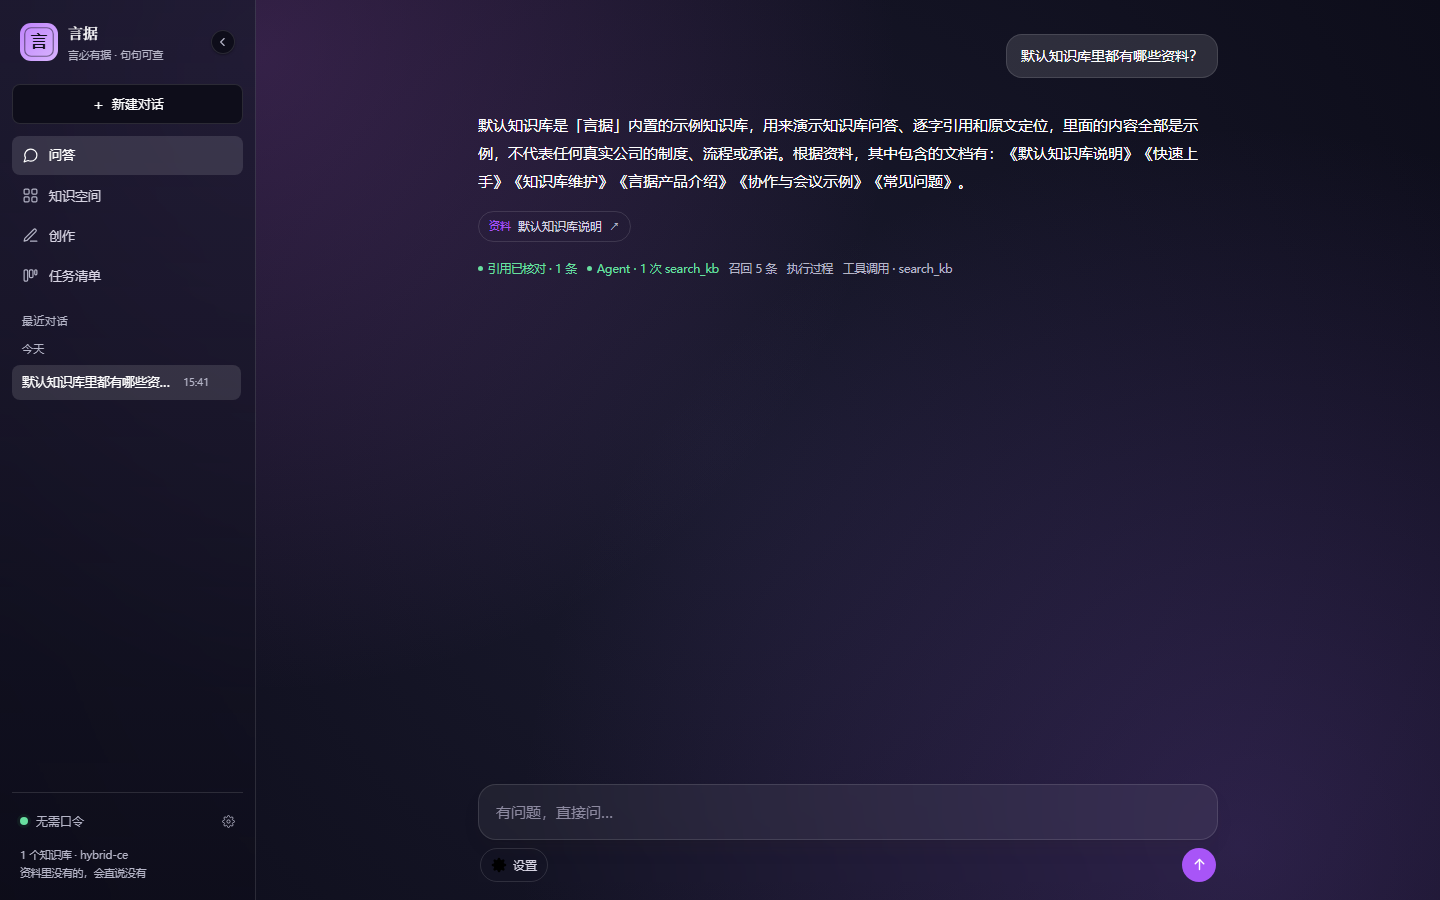 言
言据
言必有据 · 句句可查
+ 新建对话
问答
知识空间
创作
任务清单
最近对话
今天
默认知识库里都有哪些资... 15:41
无需口令
1 个知识库 · hybrid-ce
资料里没有的，会直说没有
默认知识库里都有哪些资料？
默认知识库是「言据」内置的示例知识库，用来演示知识库问答、逐字引用和原文定位，里面的内容全部是示
例，不代表任何真实公司的制度、流程或承诺。根据资料，其中包含的文档有：《默认知识库说明》《快速上
手》《知识库维护》《言据产品介绍》《协作与会议示例》《常见问题》。
资料 默认知识库说明 ↗
引用已核对 · 1 条 Agent · 1 次 search_kb 召回 5 条 执行过程 工具调用 · search_kb
有问题，直接问...
设置